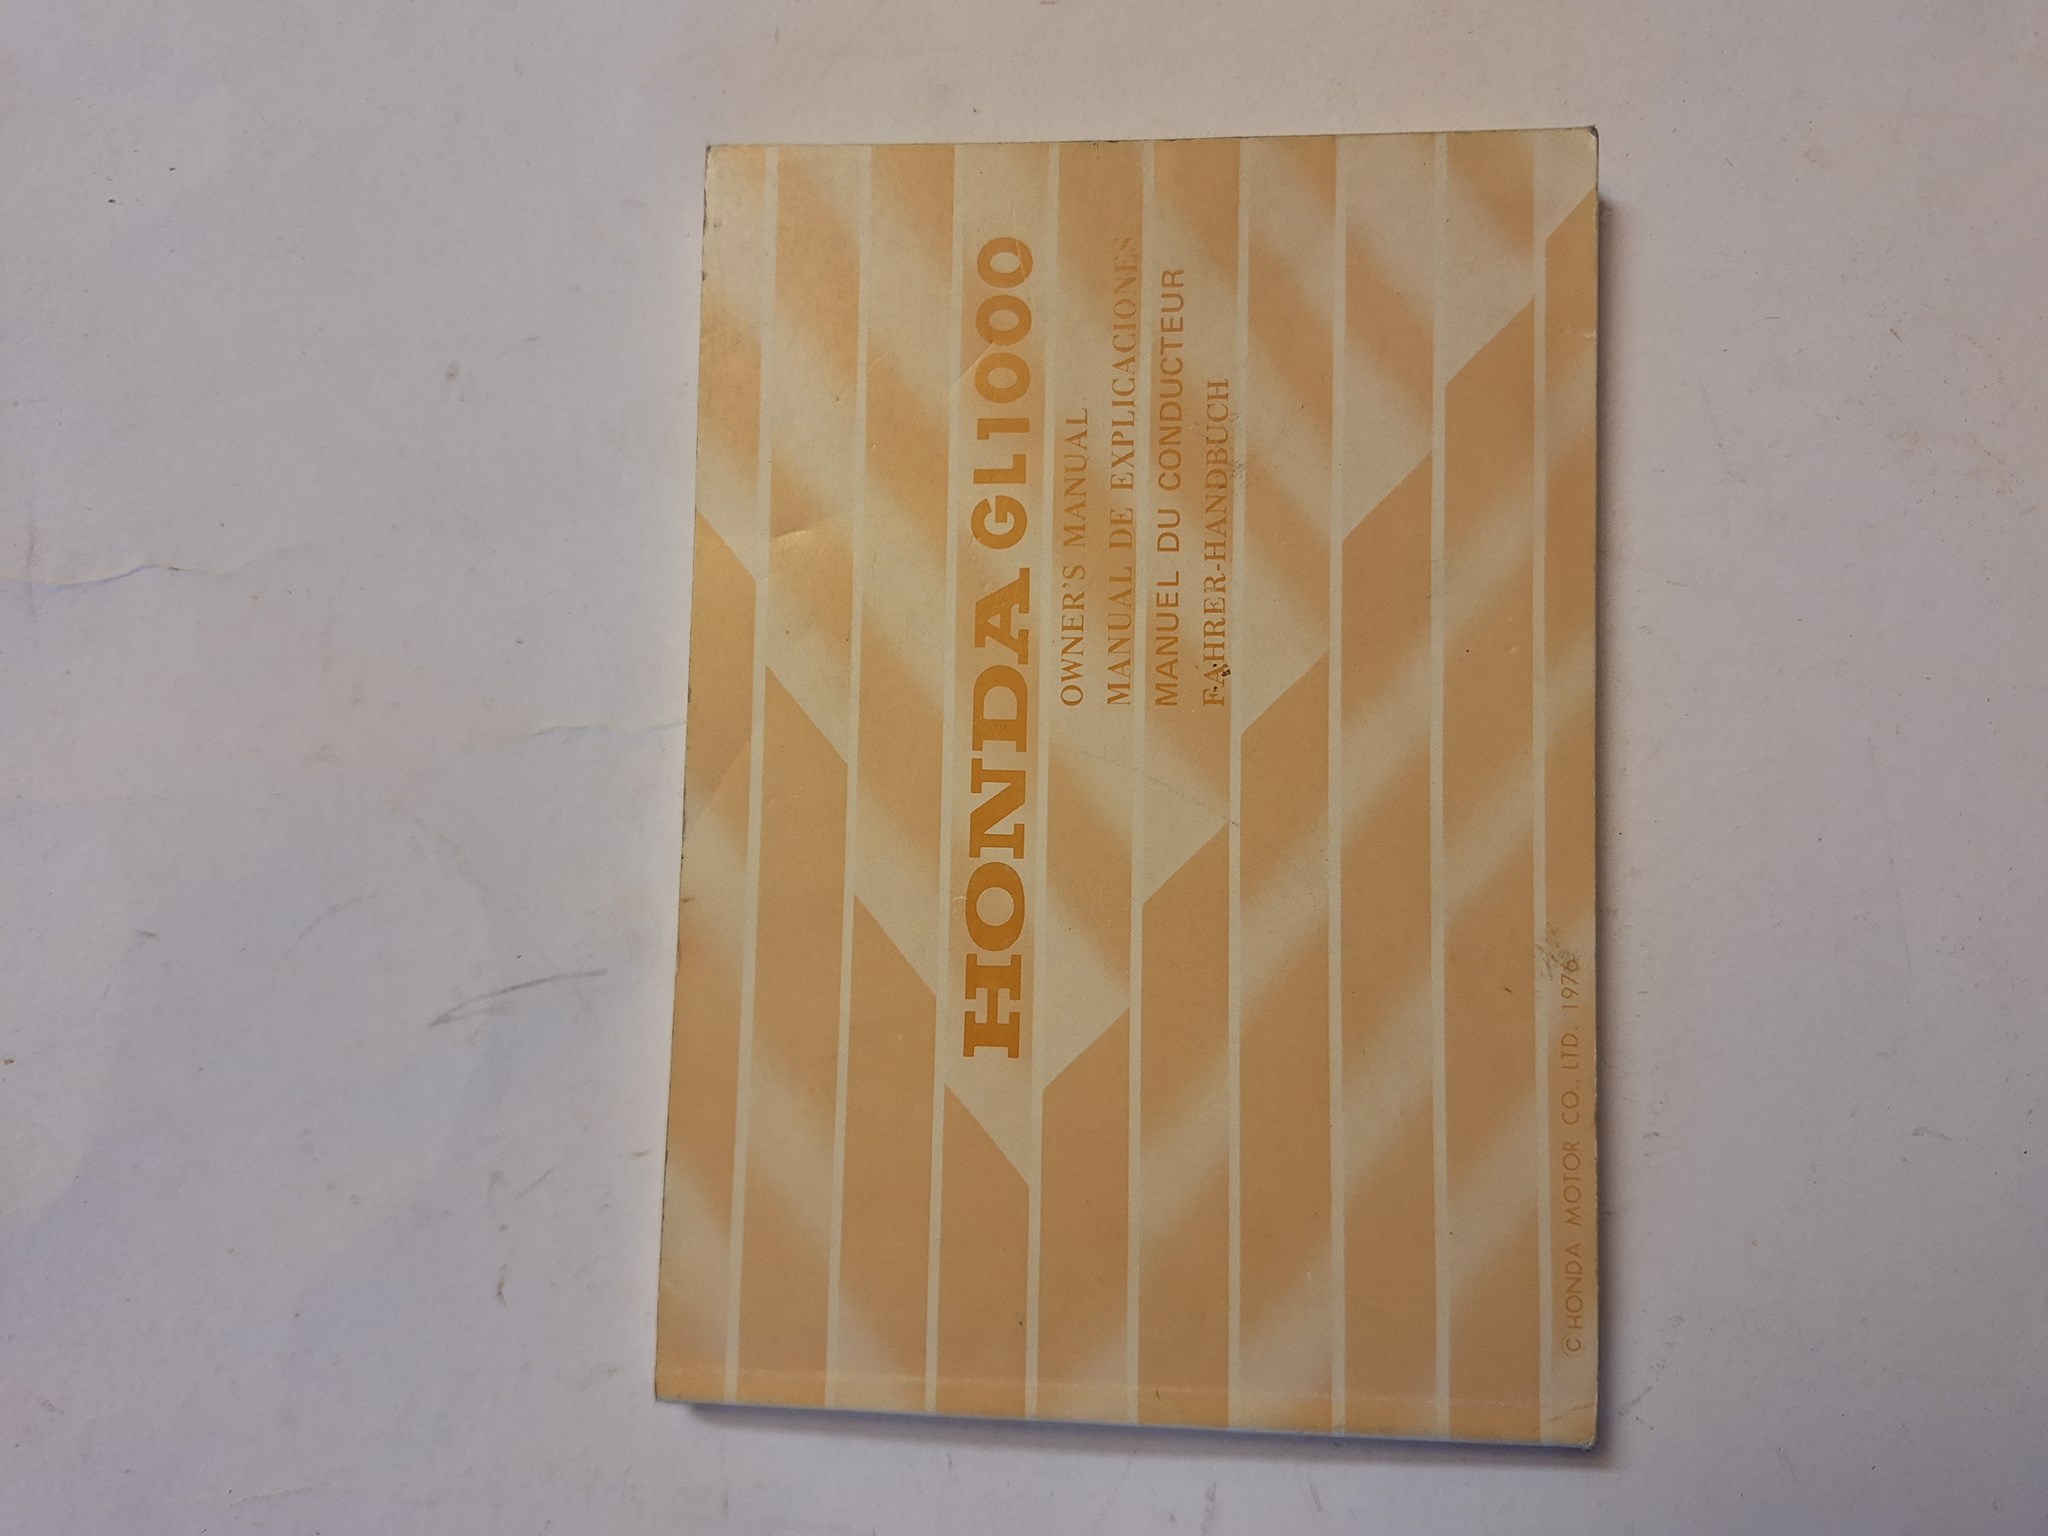 HONDA GL1000
OWNER'S MANUAL
MANUAL DE EXPLICACIONES
MANUEL DU CONDUCTEUR
FAHRER-HANDBUCH
©HONDA MOTOR CO., LTD. 1976